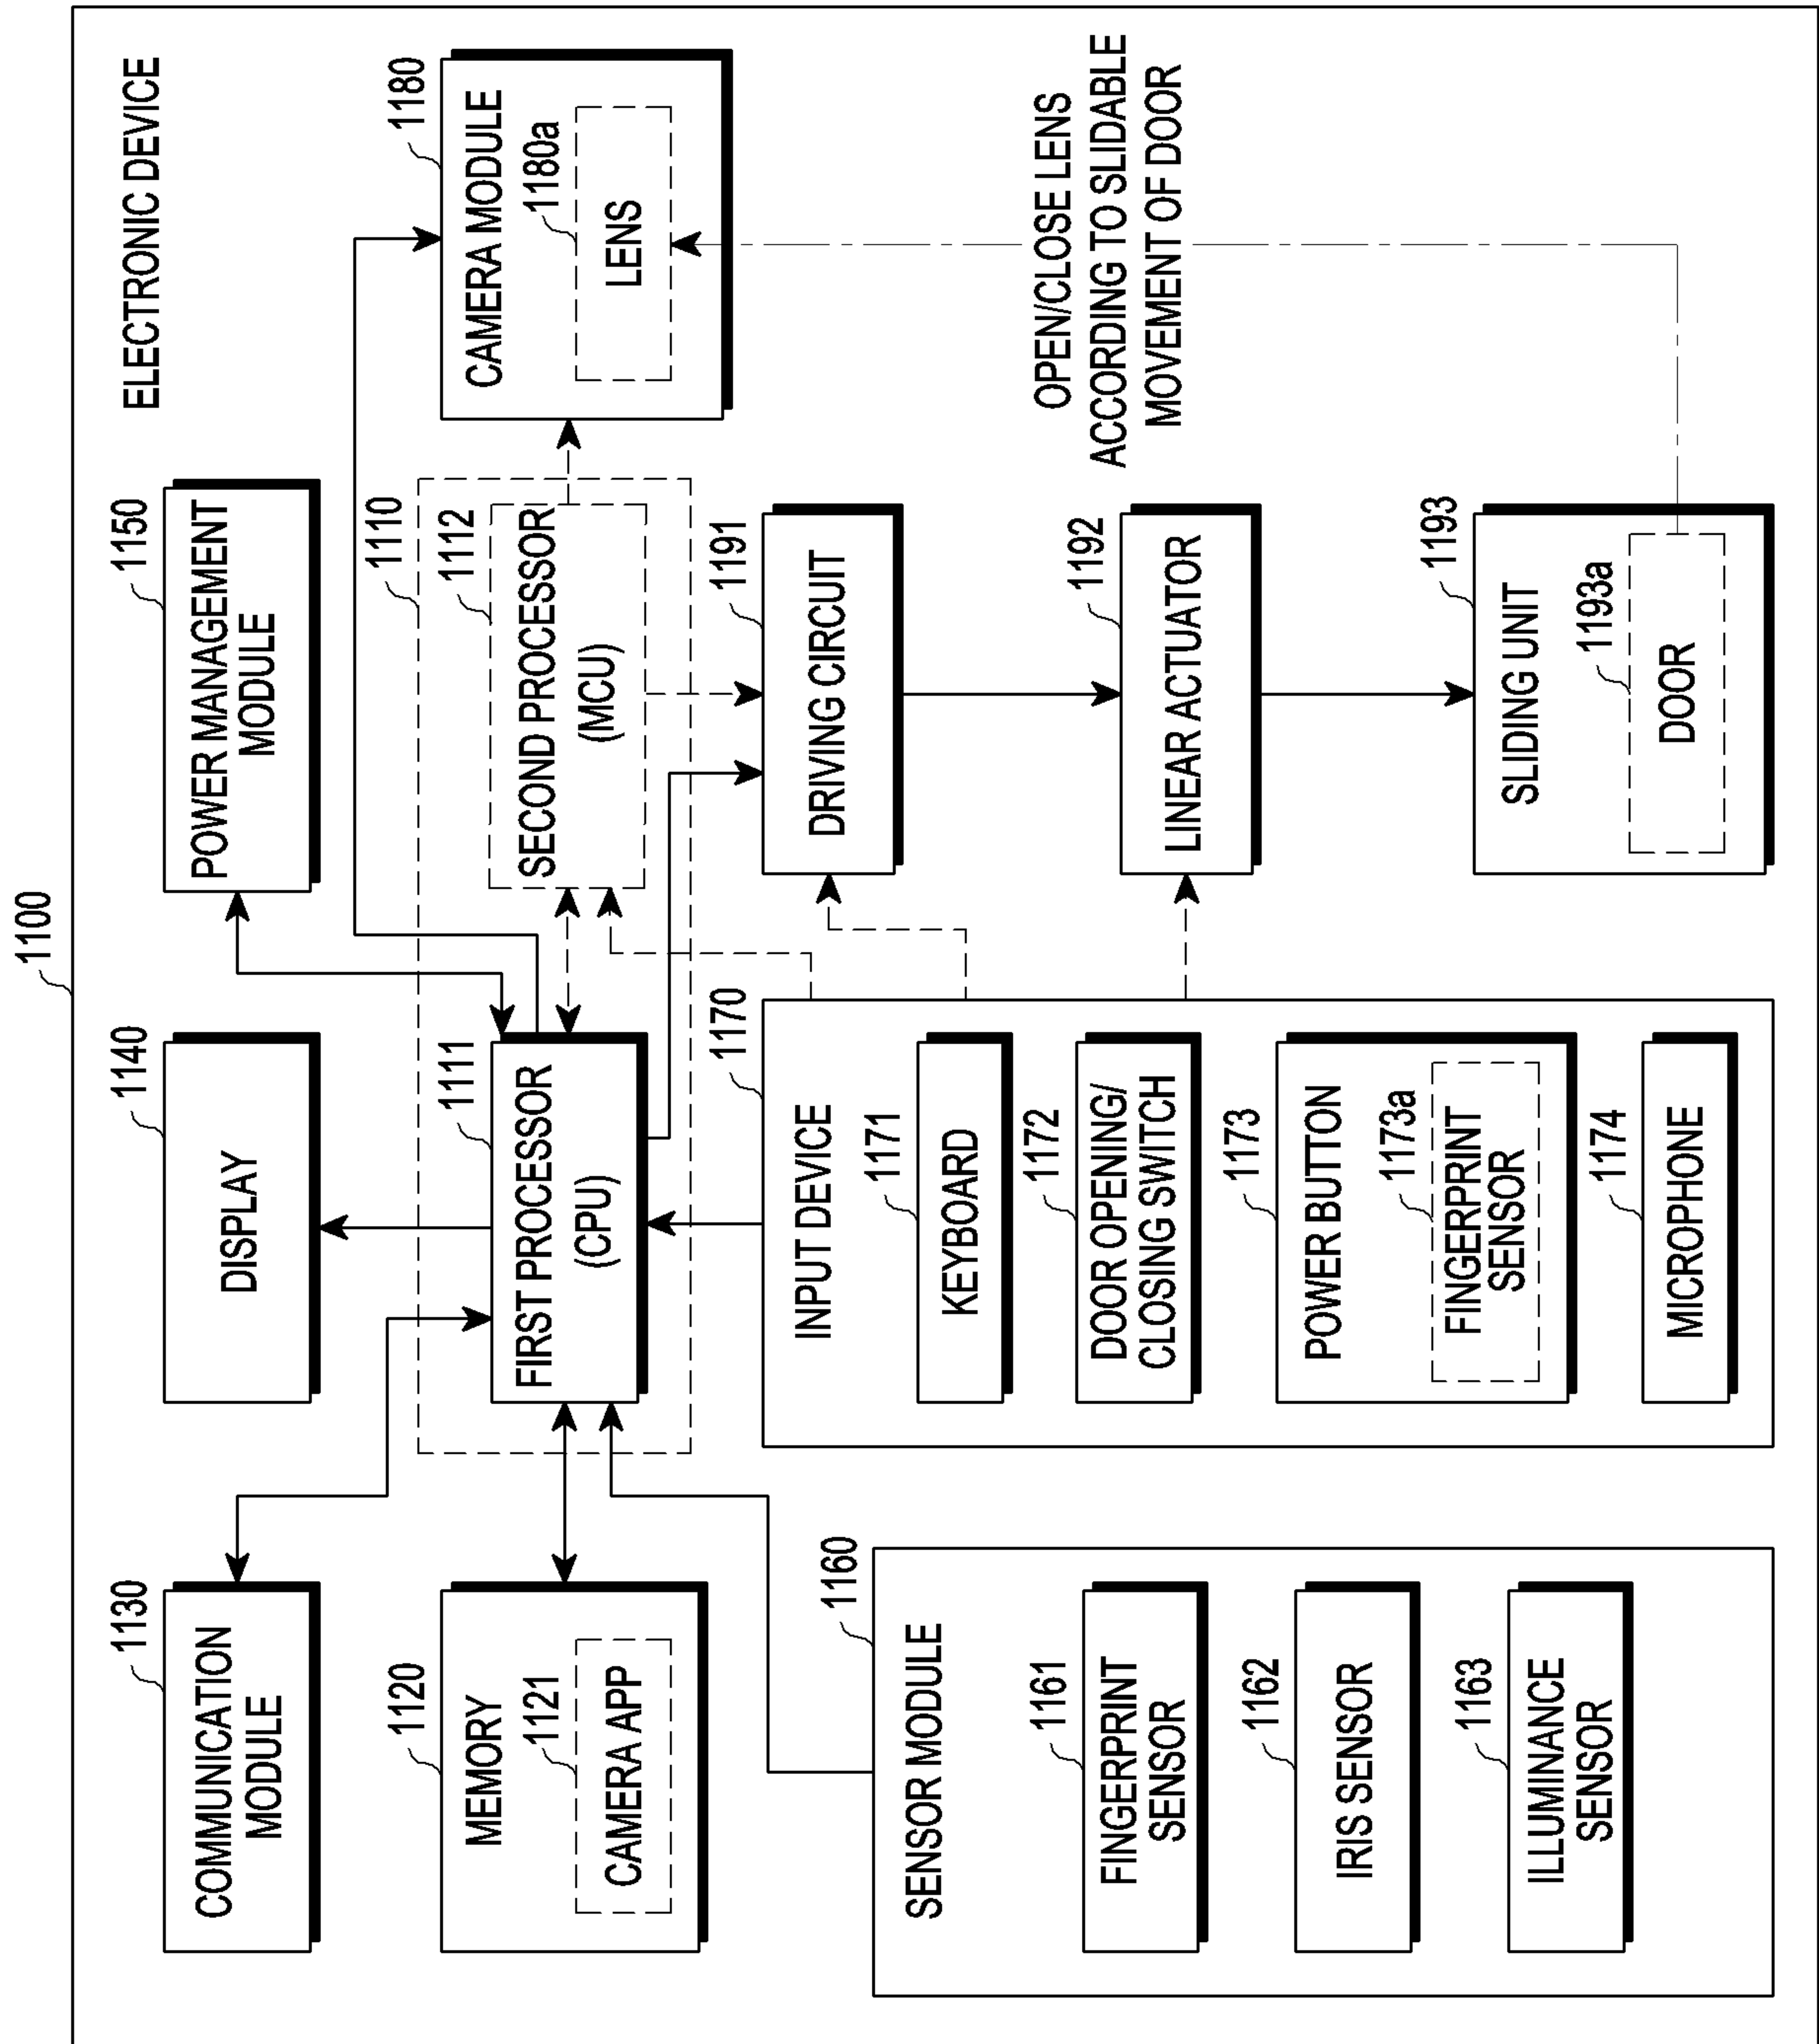 1100
ELECTRONIC DEVICE
1130
COMMUNICATION
MODULE
1140
DISPLAY
1150
POWER MANAGEMENT
MODULE
1120
MEMORY
1121
CAMERA APP
1110
1111
FIRST PROCESSOR
(CPU)
1112
SECOND PROCESSOR
(MCU)
1180
CAMERA MODULE
1180a
LENS
1160
SENSOR MODULE
1161
FINGERPRINT
SENSOR
1162
IRIS SENSOR
1163
ILLUMINANCE
SENSOR
1170
INPUT DEVICE
1171
KEYBOARD
1172
DOOR OPENING/
CLOSING SWITCH
1173
POWER BUTTON
1173a
FINGERPRINT
SENSOR
1174
MICROPHONE
1191
DRIVING CIRCUIT
1192
LINEAR ACTUATOR
1193
SLIDING UNIT
1193a
DOOR
OPEN/CLOSE LENS
ACCORDING TO SLIDABLE
MOVEMENT OF DOOR